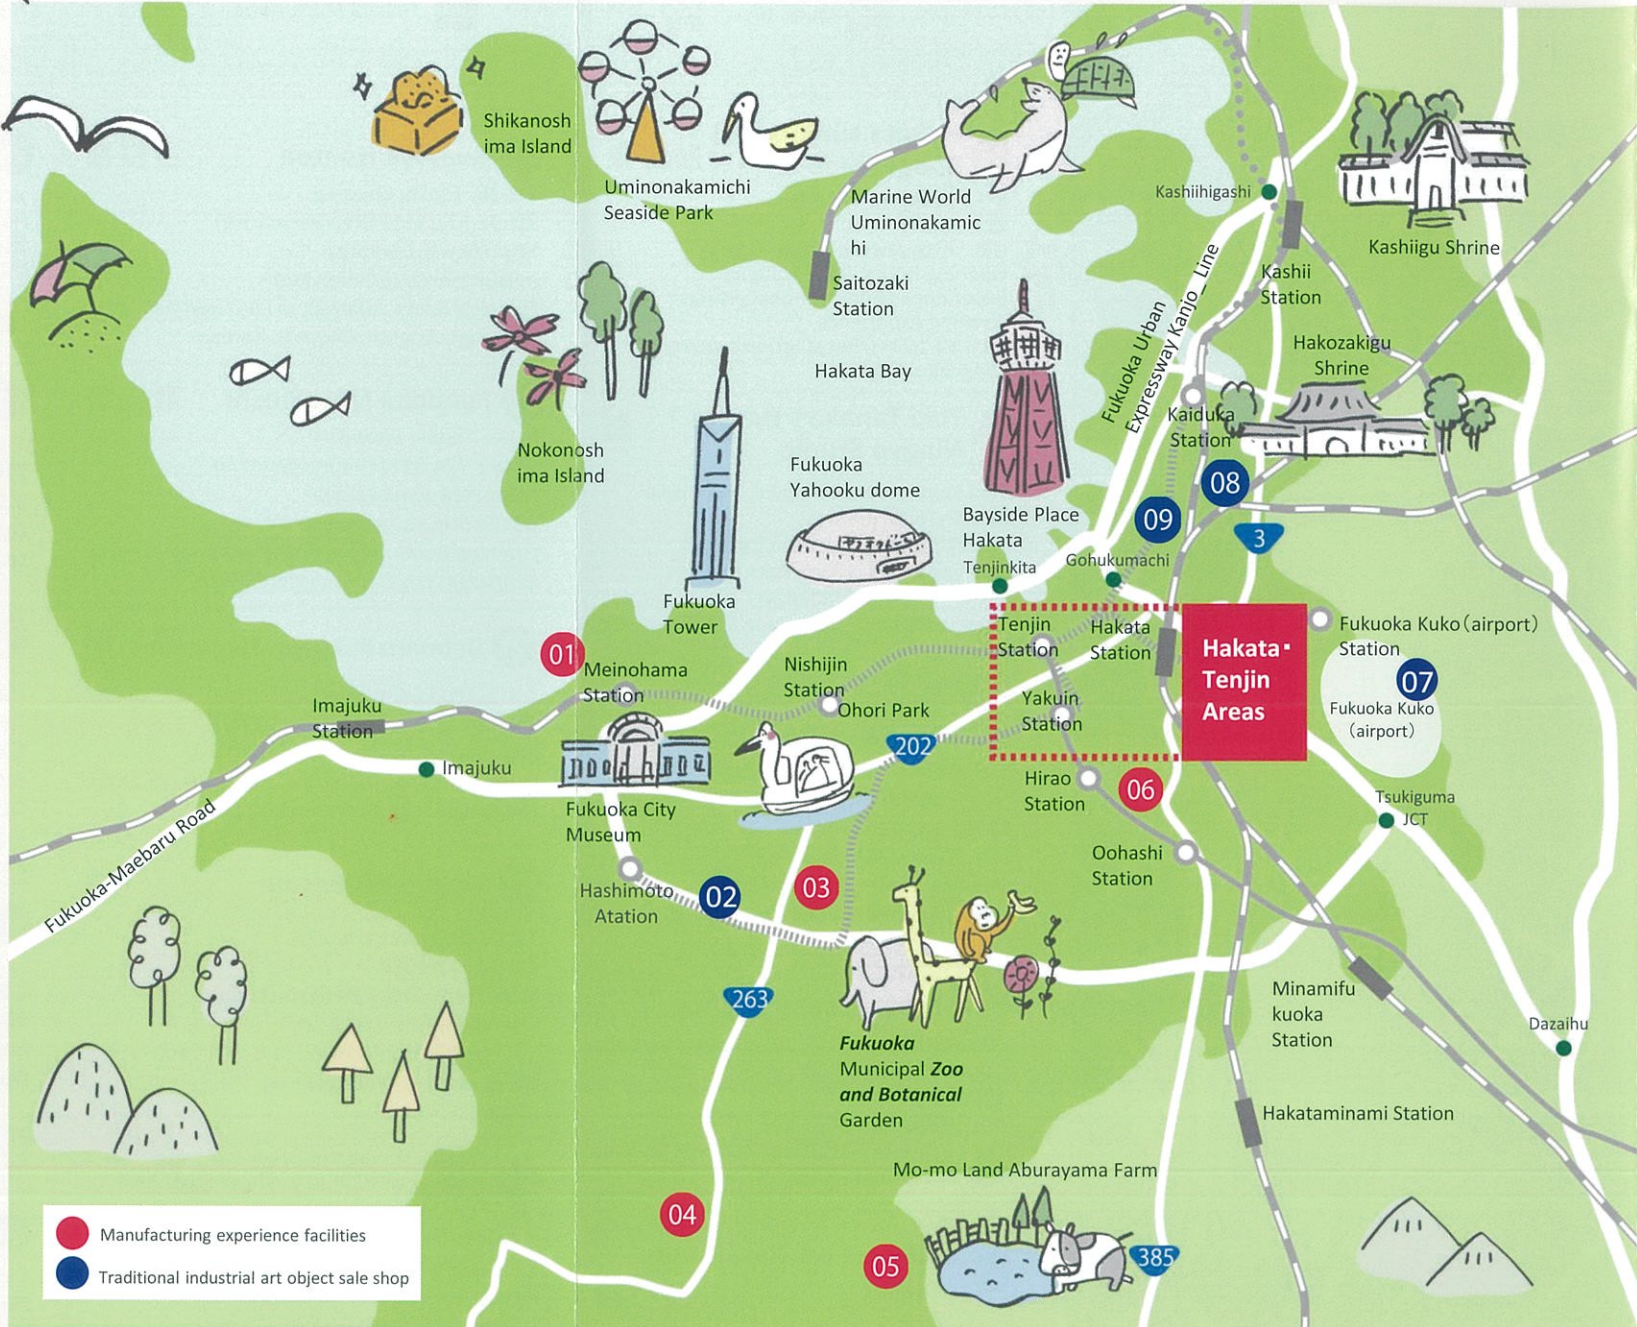 Shikanosh
ima Island
Uminonakamichi
Seaside Park
Marine World
Uminonakamic
hi
Saitozaki
Station
Kashiihigashi
Kashiigu Shrine
Kashii
Station
Fukuoka Urban
Expressway Kanjo_Line
Hakozakigu
Shrine
Kaiduka
Station
Hakata Bay
Nokonosh
ima Island
Fukuoka
Yahooku dome
Bayside Place
Hakata
Tenjinkita
Gohukumachi
08
09
3
Fukuoka
Tower
01
Meinohama
Station
Nishijin
Station
Ohori Park
Tenjin
Station
Hakata
Station
Yakuin
Station
Hakata・
Tenjin
Areas
Fukuoka Kuko（airport）
Station
07
Fukuoka Kuko
（airport）
Imajuku
Station
Imajuku
202
Hirao
Station
06
Tsukiguma
JCT
Fukuoka City
Museum
Fukuoka-Maebaru Road
Oohashi
Station
Hashimoto
Atation
02
03
263
Minamifu
kuoka
Station
Dazaihu
Fukuoka
Municipal Zoo
and Botanical
Garden
Hakataminami Station
Mo-mo Land Aburayama Farm
04
05
385
Manufacturing experience facilities
Traditional industrial art object sale shop